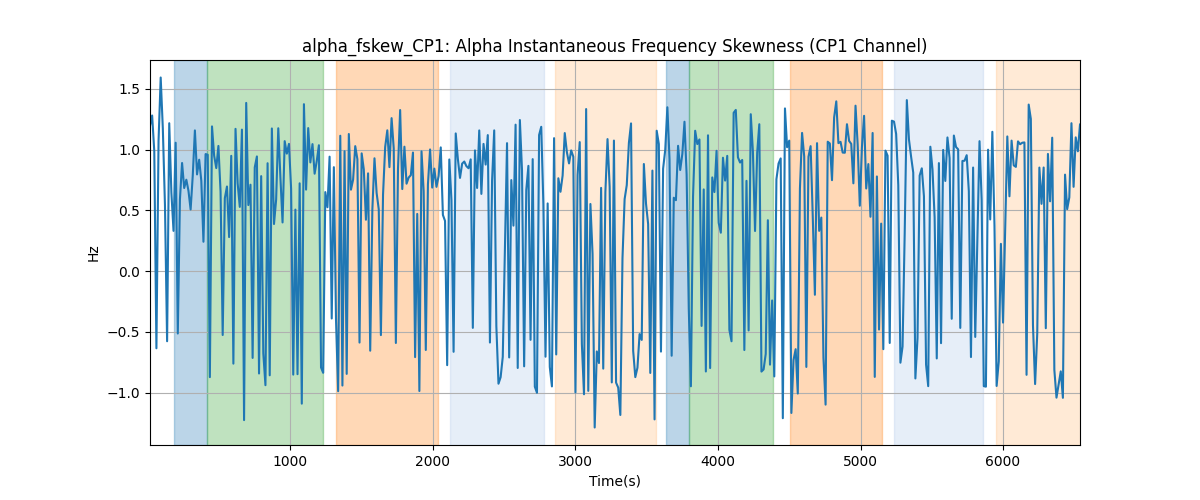 alpha_fskew_CP1: Alpha Instantaneous Frequency Skewness (CP1 Channel)
1.5
1.0
0.5
0.0
−0.5
−1.0
Hz
1000 2000 3000 4000 5000 6000
Time(s)